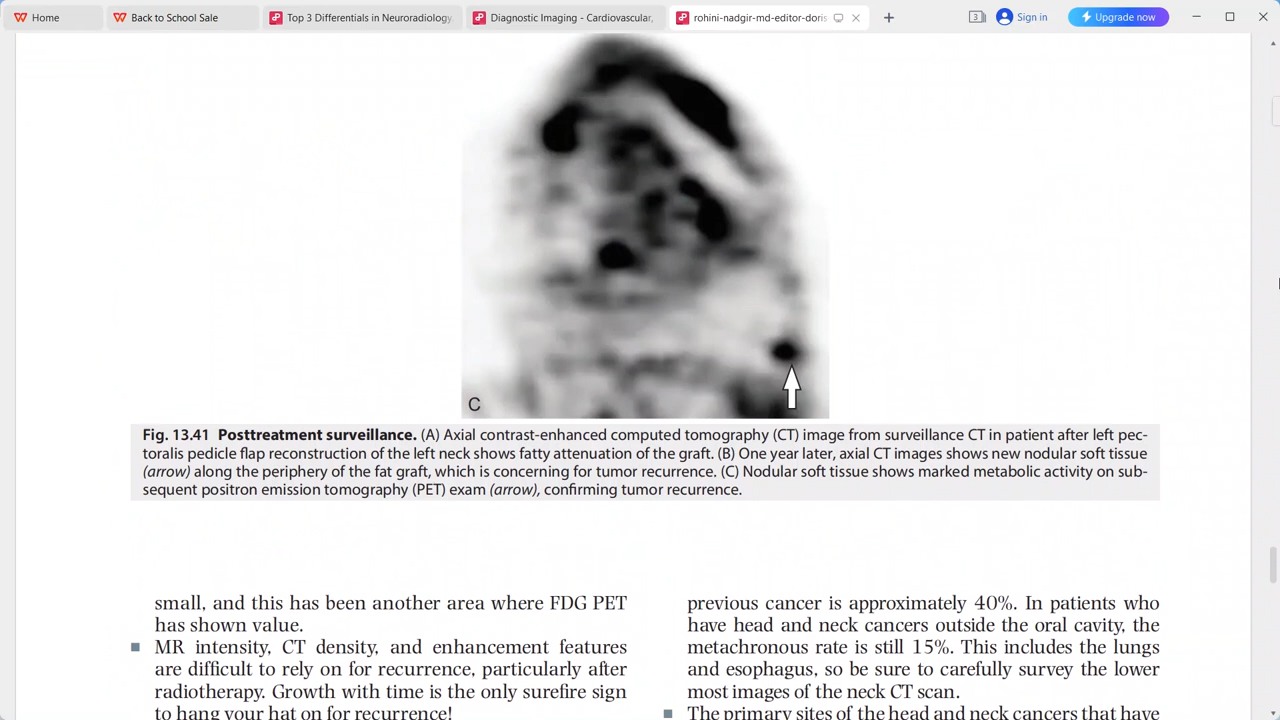 Home
Back to School Sale
Top 3 Differentials in Neuroradiology
Diagnostic Imaging - Cardiovascular,
rohini-nadgir-md-editor-doris
3
Sign in
Upgrade now
C
Fig. 13.41 Posttreatment surveillance. (A) Axial contrast-enhanced computed tomography (CT) image from surveillance CT in patient after left pec-
toralis pedicle flap reconstruction of the left neck shows fatty attenuation of the graft. (B) One year later, axial CT images shows new nodular soft tissue
(arrow) along the periphery of the fat graft, which is concerning for tumor recurrence. (C) Nodular soft tissue shows marked metabolic activity on sub-
sequent positron emission tomography (PET) exam (arrow), confirming tumor recurrence.
small, and this has been another area where FDG PET
has shown value.
MR intensity, CT density, and enhancement features
are difficult to rely on for recurrence, particularly after
radiotherapy. Growth with time is the only surefire sign
to hang your hat on for recurrence!
previous cancer is approximately 40%. In patients who
have head and neck cancers outside the oral cavity, the
metachronous rate is still 15%. This includes the lungs
and esophagus, so be sure to carefully survey the lower
most images of the neck CT scan.
The primary sites of the head and neck cancers that have